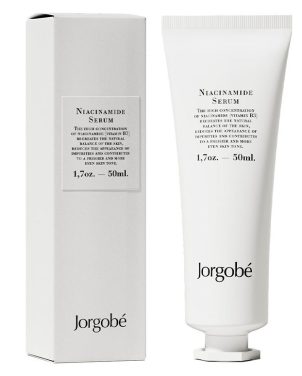 Niacinamide
Serum
The high concentration
of niacinamide [vitamin B3]
recreates the natural
balance of the skin,
reduces the appearance of
impurities and contributes
to a fresher and more
even skin tone.
1,7oz. — 50ml.
Jorgobé
Niacinamide
Serum
The high concentration
of niacinamide [vitamin B3]
recreates the natural
balance of the skin,
reduces the appearance of
impurities and contributes
to a fresher and more
even skin tone.
1,7oz. — 50ml.
Jorgobé